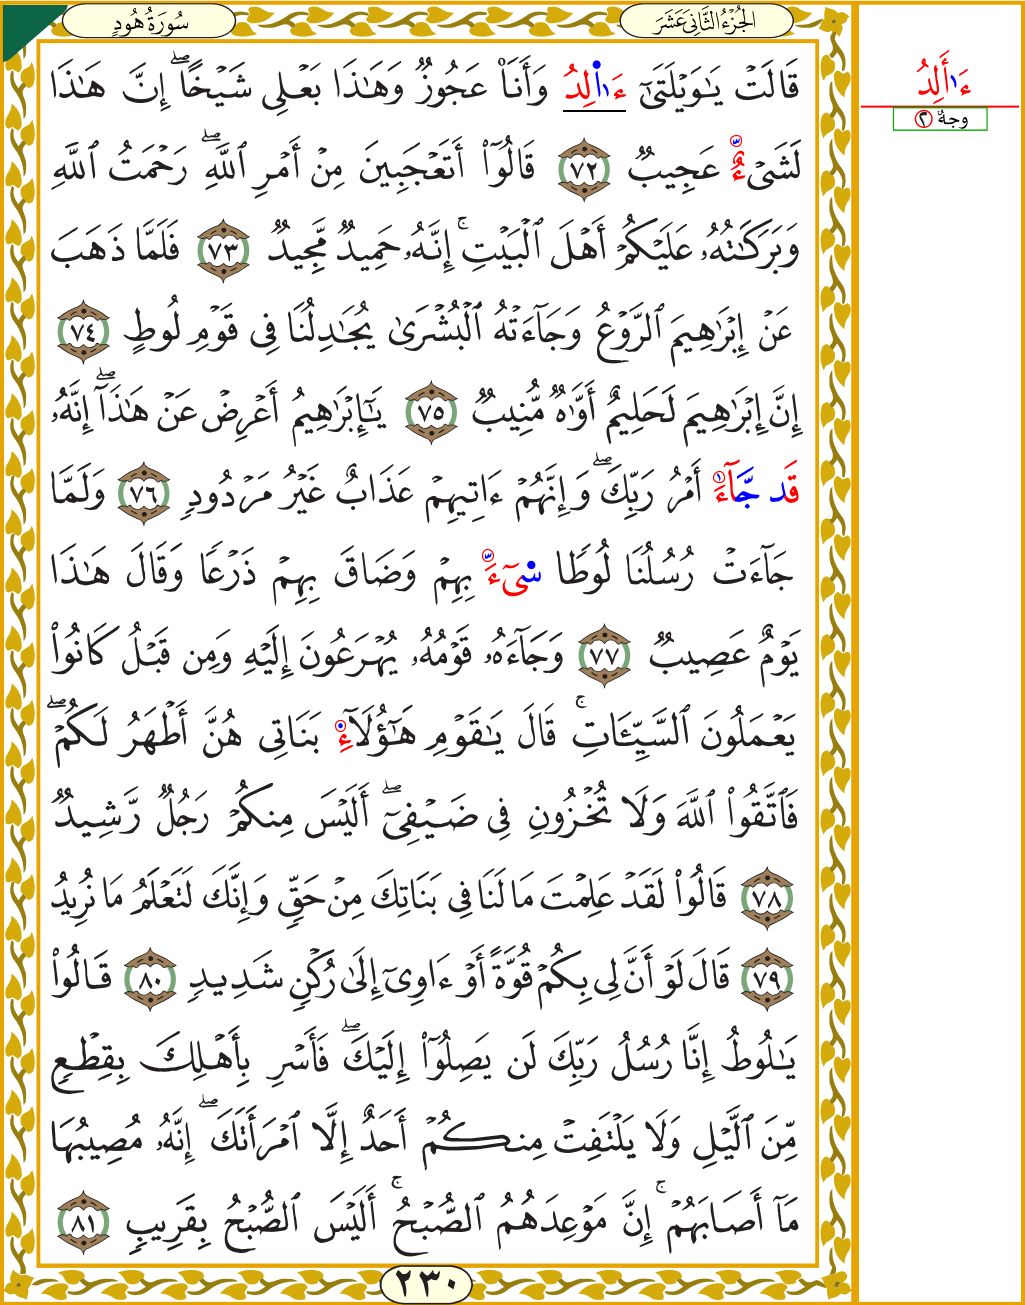 سُورَةُ هُودٍ
الجُزْءُ الثَّانِىَ عَشَرَ
قَالَتْ يَـٰوَيْلَتَىٰٓ ءَاْلِدُ وَأَنَا۠ عَجُوزٌ وَهَـٰذَا بَعْلِى شَيْخًا ۖ إِنَّ هَـٰذَا
لَشَىْءٌ عَجِيبٌ ٧٢ قَالُوٓا۟ أَتَعْجَبِينَ مِنْ أَمْرِ ٱللَّهِ ۖ رَحْمَتُ ٱللَّهِ
وَبَرَكَـٰتُهُۥ عَلَيْكُمْ أَهْلَ ٱلْبَيْتِ ۚ إِنَّهُۥ حَمِيدٌ مَّجِيدٌ ٧٣ فَلَمَّا ذَهَبَ
عَنْ إِبْرَٰهِيمَ ٱلرَّوْعُ وَجَآءَتْهُ ٱلْبُشْرَىٰ يُجَـٰدِلُنَا فِى قَوْمِ لُوطٍ ٧٤
إِنَّ إِبْرَٰهِيمَ لَحَلِيمٌ أَوَّٰهٌ مُّنِيبٌ ٧٥ يَـٰٓإِبْرَٰهِيمُ أَعْرِضْ عَنْ هَـٰذَآ ۖ إِنَّهُۥ
قَد جَّآءَ أَمْرُ رَبِّكَ ۖ وَإِنَّهُمْ ءَاتِيهِمْ عَذَابٌ غَيْرُ مَرْدُودٍ ٧٦ وَلَمَّا
جَآءَتْ رُسُلُنَا لُوطًا سِىٓءَ بِهِمْ وَضَاقَ بِهِمْ ذَرْعًا وَقَالَ هَـٰذَا
يَوْمٌ عَصِيبٌ ٧٧ وَجَآءَهُۥ قَوْمُهُۥ يُهْرَعُونَ إِلَيْهِ وَمِن قَبْلُ كَانُوا۟
يَعْمَلُونَ ٱلسَّيِّـَٔاتِ ۚ قَالَ يَـٰقَوْمِ هَـٰٓؤُلَآءِ بَنَاتِى هُنَّ أَطْهَرُ لَكُمْ ۖ
فَٱتَّقُوا۟ ٱللَّهَ وَلَا تُخْزُونِ فِى ضَيْفِىٓ ۖ أَلَيْسَ مِنكُمْ رَجُلٌ رَّشِيدٌ
٧٨ قَالُوا۟ لَقَدْ عَلِمْتَ مَا لَنَا فِى بَنَاتِكَ مِنْ حَقٍّ وَإِنَّكَ لَتَعْلَمُ مَا نُرِيدُ
٧٩ قَالَ لَوْ أَنَّ لِى بِكُمْ قُوَّةً أَوْ ءَاوِىٓ إِلَىٰ رُكْنٍ شَدِيدٍ ٨٠ قَالُوا۟
يَـٰلُوطُ إِنَّا رُسُلُ رَبِّكَ لَن يَصِلُوٓا۟ إِلَيْكَ ۖ فَأَسْرِ بِأَهْلِكَ بِقِطْعٍ
مِّنَ ٱلَّيْلِ وَلَا يَلْتَفِتْ مِنكُمْ أَحَدٌ إِلَّا ٱمْرَأَتَكَ ۖ إِنَّهُۥ مُصِيبُهَا
مَآ أَصَابَهُمْ ۚ إِنَّ مَوْعِدَهُمُ ٱلصُّبْحُ ۚ أَلَيْسَ ٱلصُّبْحُ بِقَرِيبٍ ٨١
٢٣٠
ءَاأَلِدُ
وجهٌ ٢